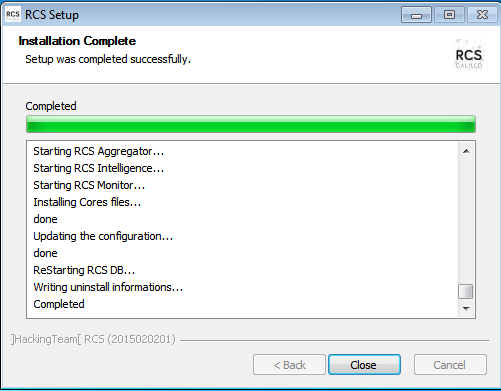 RCS RCS Setup
Installation Complete
Setup was completed successfully.
RCS
GALILEO
Completed
Starting RCS Aggregator...
Starting RCS Intelligence...
Starting RCS Monitor...
Installing Cores files...
done
Updating the configuration...
done
ReStarting RCS DB...
Writing uninstall informations...
Completed
]HackingTeam[ RCS (2015020201)
< Back Close Cancel